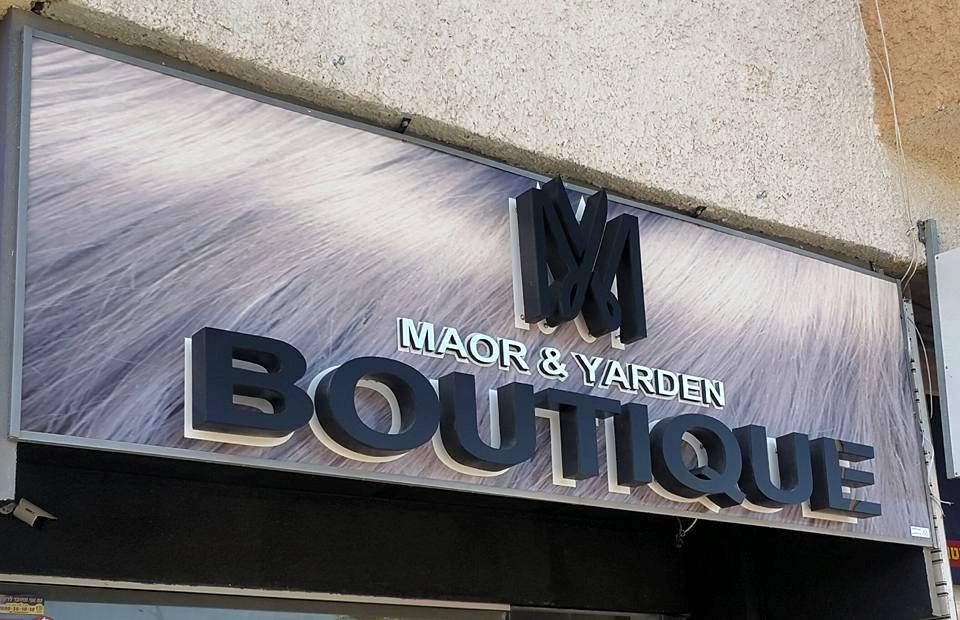 MAOR & YARDEN
BOUTIQUE